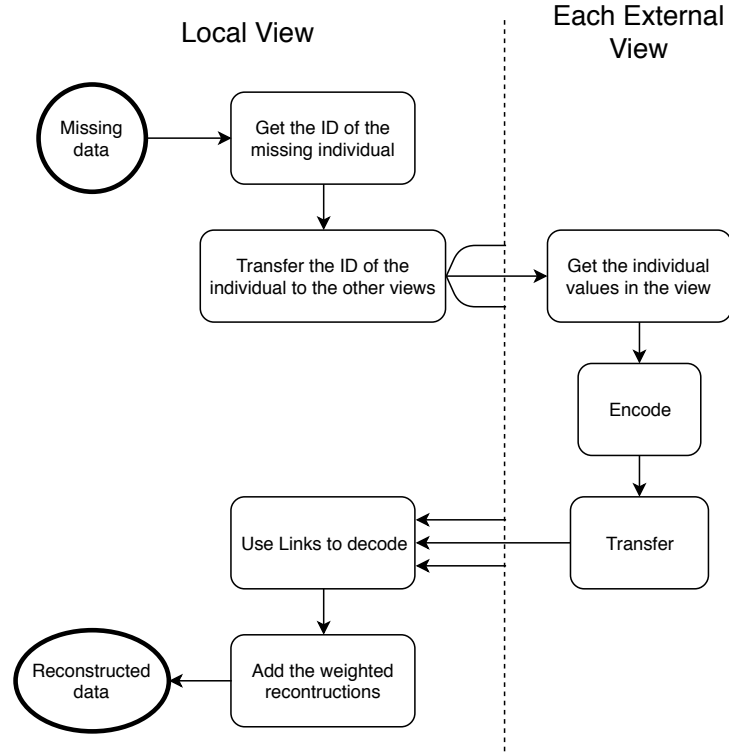 Local View
Each External
View
Missing
data
Get the ID of the
missing individual
Transfer the ID of the
individual to the other views
Get the individual
values in the view
Encode
Use Links to decode
Transfer
Reconstructed
data
Add the weighted
recontructions